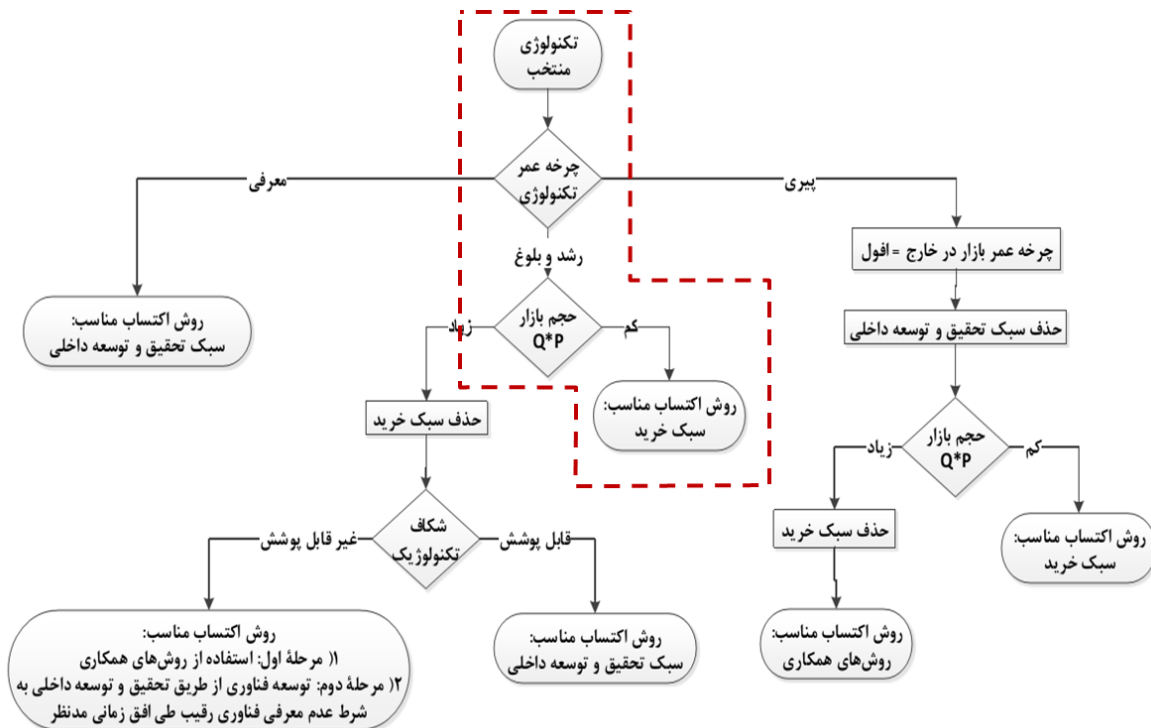 تکنولوژی
منتخب
چرخه عمر
تکنولوژی
معرفی
پیری
رشد و بلوغ
چرخه عمر بازار در خارج = افول
روش اکتساب مناسب:
سبک تحقیق و توسعه داخلی
حجم بازار
Q*P
زیاد
کم
حذف سبک تحقیق و توسعه داخلی
حذف سبک خرید
روش اکتساب مناسب:
سبک خرید
حجم بازار
Q*P
زیاد
کم
شکاف
تکنولوژیک
غیر قابل پوشش
قابل پوشش
حذف سبک خرید
روش اکتساب مناسب:
سبک خرید
روش اکتساب مناسب:
۱( مرحلۀ اول: استفاده از روش‌های همکاری
۲( مرحلۀ دوم: توسعه فناوری از طریق تحقیق و توسعه داخلی به
شرط عدم معرفی فناوری رقیب طی افق زمانی مدنظر
روش اکتساب مناسب:
سبک تحقیق و توسعه داخلی
روش اکتساب مناسب:
روش‌های همکاری